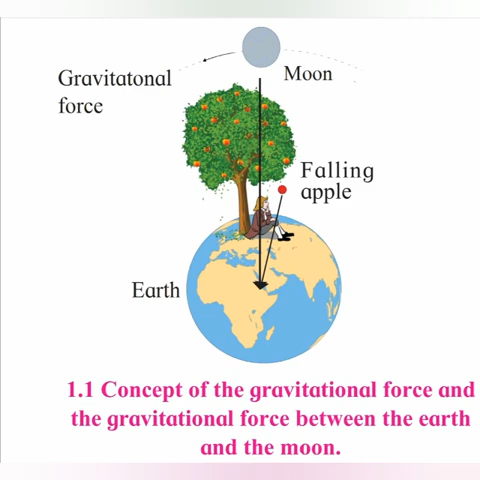 Moon
Gravitatonal
force
Falling
apple
Earth
1.1 Concept of the gravitational force and
the gravitational force between the earth
and the moon.